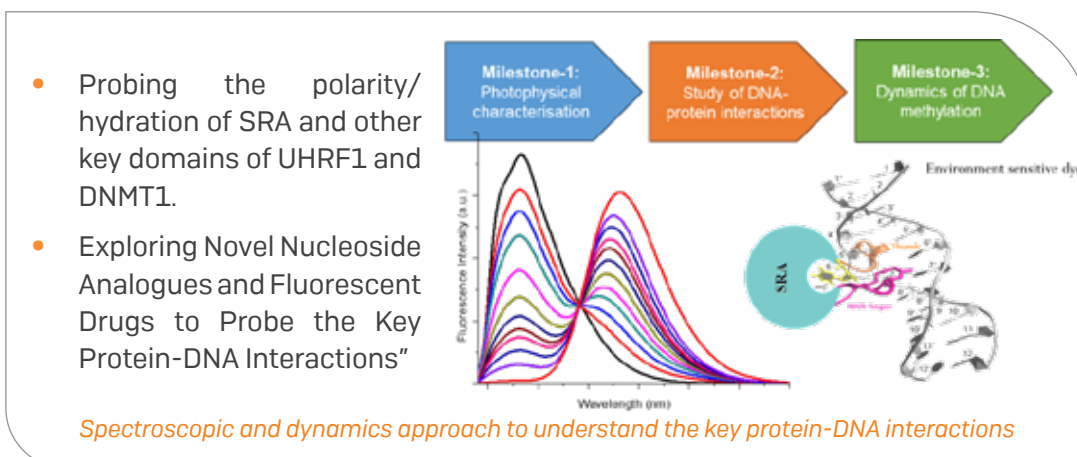 • Probing the polarity/
hydration of SRA and other
key domains of UHRF1 and
DNMT1.
• Exploring Novel Nucleoside
Analogues and Fluorescent
Drugs to Probe the Key
Protein-DNA Interactions”
Milestone-1:
Photophysical
characterisation
Milestone-2:
Study of DNA-
protein interactions
Milestone-3:
Dynamics of DNA
methylation
Fluorescence Intensity (a.u.)
Wavelength (nm)
Environment sensitive dy
SRA
Spectroscopic and dynamics approach to understand the key protein-DNA interactions